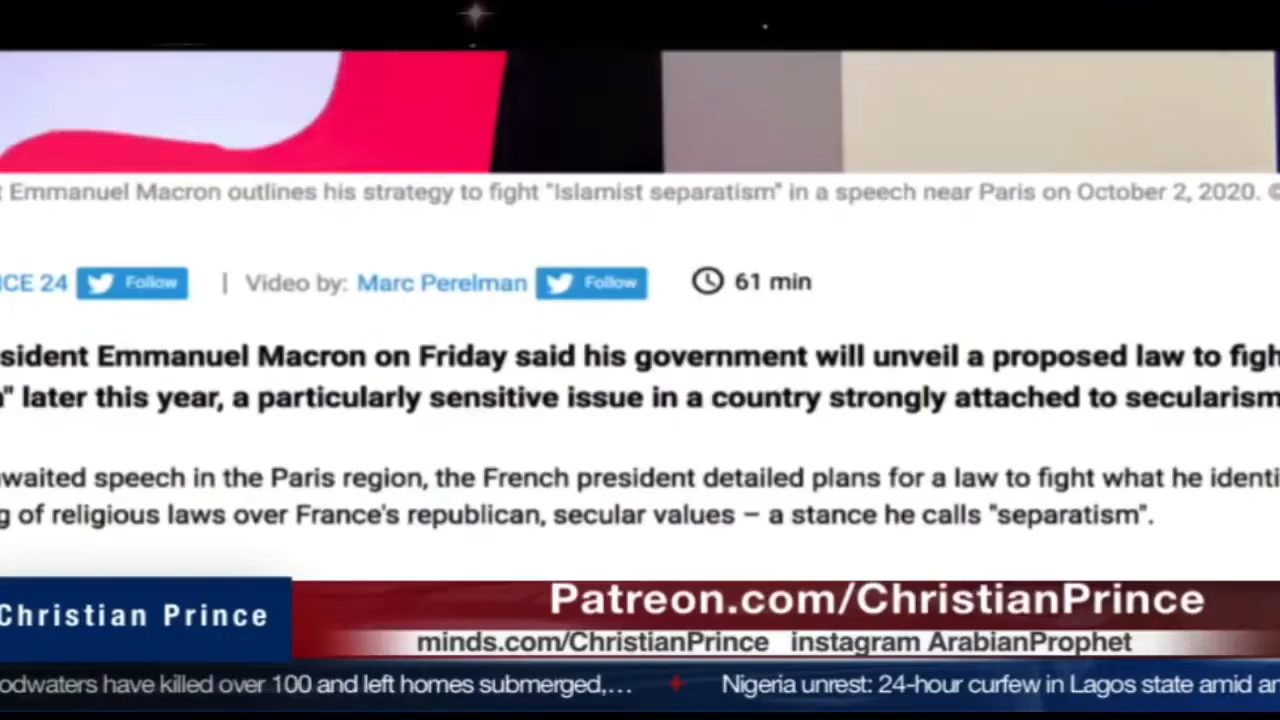 Emmanuel Macron outlines his strategy to fight "Islamist separatism" in a speech near Paris on October 2, 2020. ©
24 Follow | Video by: Marc Perelman Follow 61 min
Emmanuel Macron on Friday said his government will unveil a proposed law to
later this year, a particularly sensitive issue in a country strongly attached to secularism
speech in the Paris region, the French president detailed plans for a law to fight what he
of religious laws over France's republican, secular values – a stance he calls "separatism".
Christian Prince
Patreon.com/ChristianPrince
minds.com/ChristianPrince instagram ArabianProphet
have killed over 100 and left homes submerged,... Nigeria unrest: 24-hour curfew in Lagos state amid